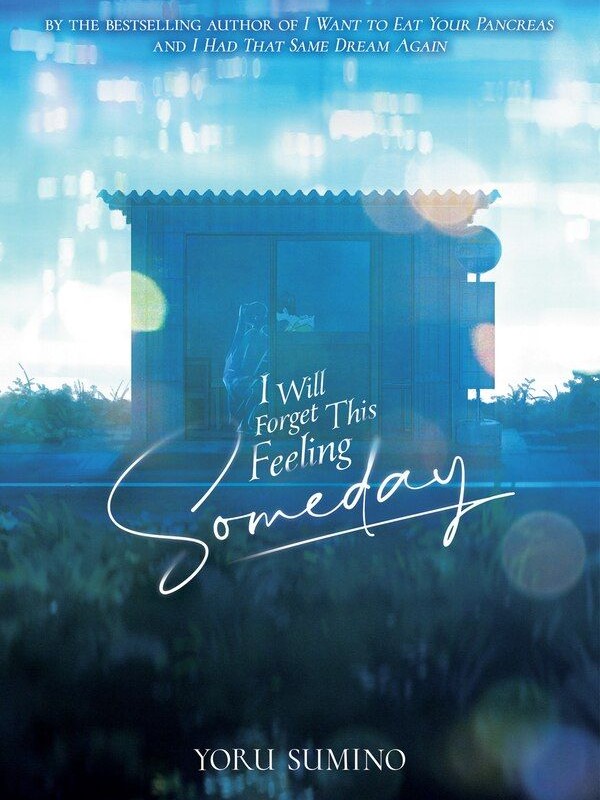 BY THE BESTSELLING AUTHOR OF I WANT TO EAT YOUR PANCREAS
AND I HAD THAT SAME DREAM AGAIN
I Will
Forget This
Feeling
Someday
YORU SUMINO